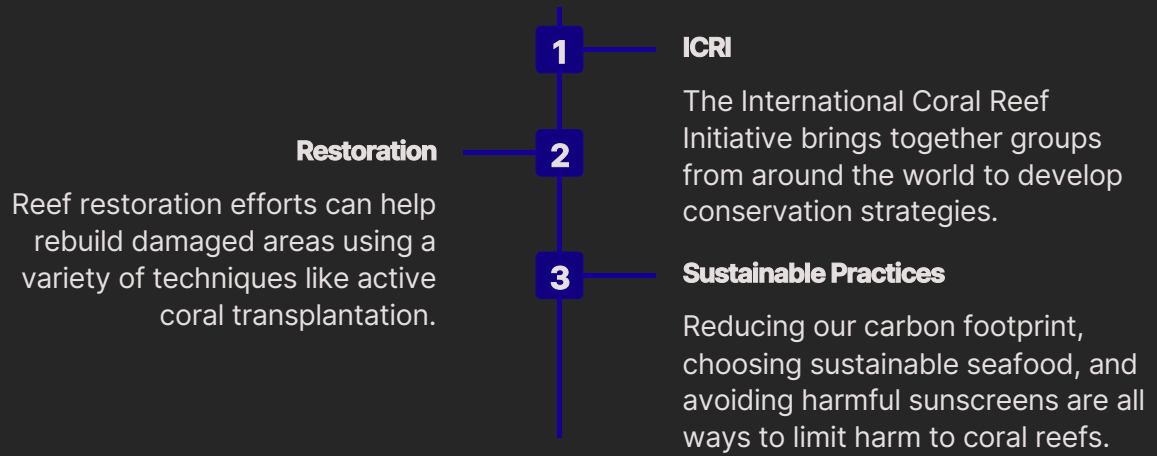 1
ICRI
The International Coral Reef
Initiative brings together groups
from around the world to develop
conservation strategies.
2
Restoration
Reef restoration efforts can help
rebuild damaged areas using a
variety of techniques like active
coral transplantation.
3
Sustainable Practices
Reducing our carbon footprint,
choosing sustainable seafood, and
avoiding harmful sunscreens are all
ways to limit harm to coral reefs.